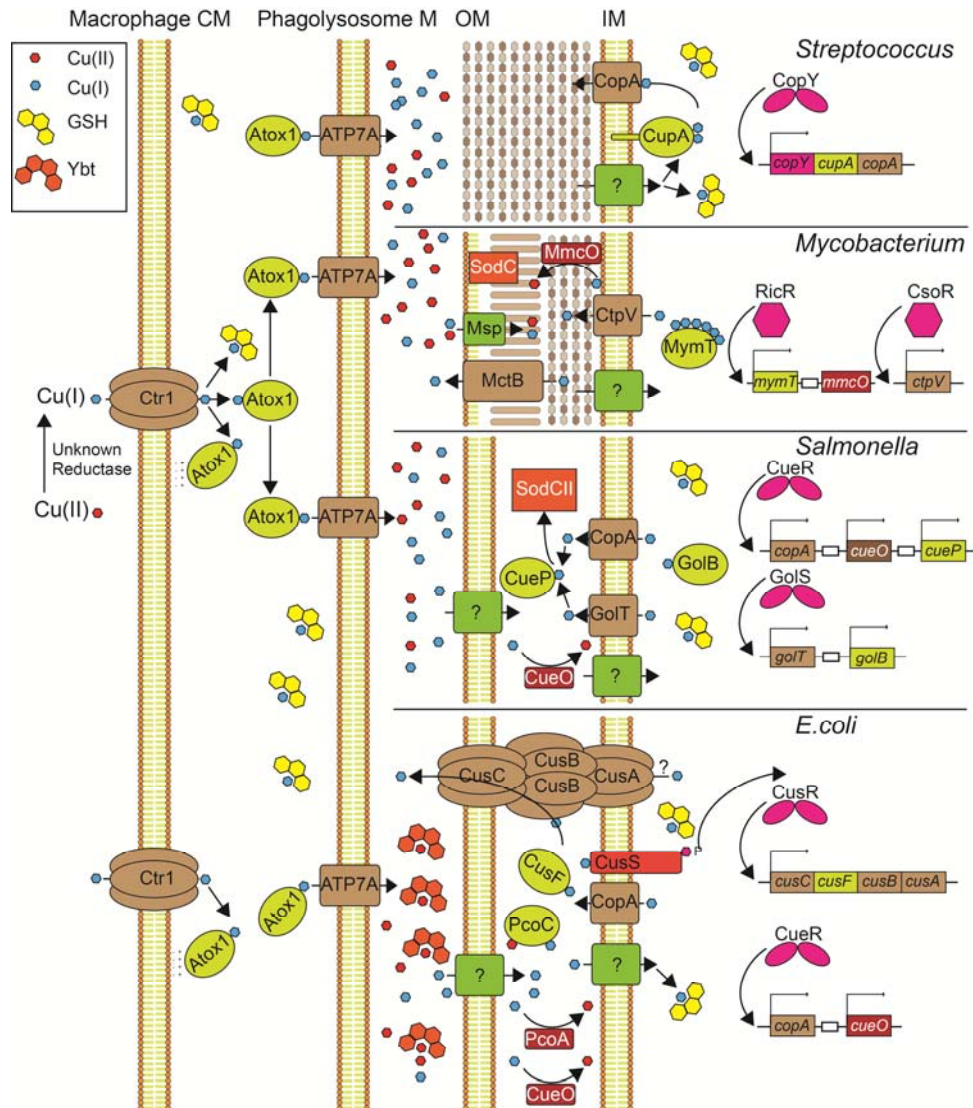 Macrophage CM
Phagolysosome M
OM
IM
Cu(II)
Cu(I)
GSH
Ybt
Streptococcus
CopA
CopY
Atox1
ATP7A
CupA
?
copY cupA copA
Mycobacterium
MmcO
SodC
Atox1
ATP7A
RicR
CsoR
CtpV
Msp
MymT
MctB
?
mymT
mmcO
ctpV
Cu(I)
Ctr1
Atox1
Unknown
Reductase
Atox1
Cu(II)
Salmonella
CueR
SodCII
Atox1
ATP7A
CopA
copA
cueO
cueP
CueP
GolB
GolS
?
GolT
golT
golB
CueO
?
E.coli
CusB
CusC
CusA
?
CusB
CusR
P
CusS
CusF
cusC cusF cusB cusA
Ctr1
ATP7A
CopA
Atox1
PcoC
Atox1
CueR
?
?
PcoA
copA
cueO
CueO